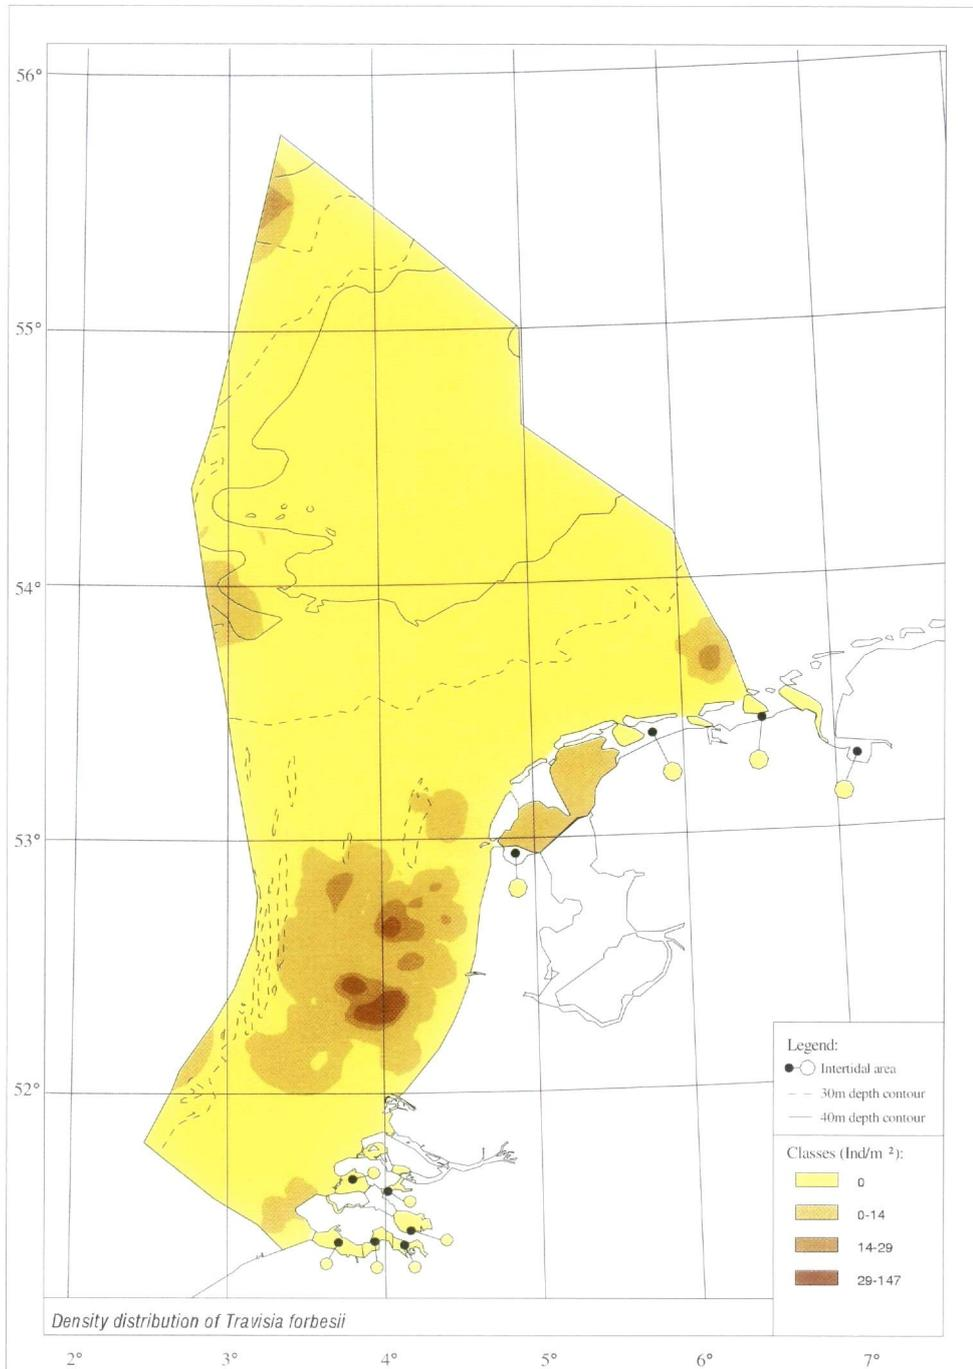 56°
55°
54°
53°
52°
Legend:
Intertidal area
30m depth contour
40m depth contour
Classes (Ind/m ²):
0
0-14
14-29
29-147
Density distribution of Travisia forbesii
2°
3°
4°
5°
6°
7°